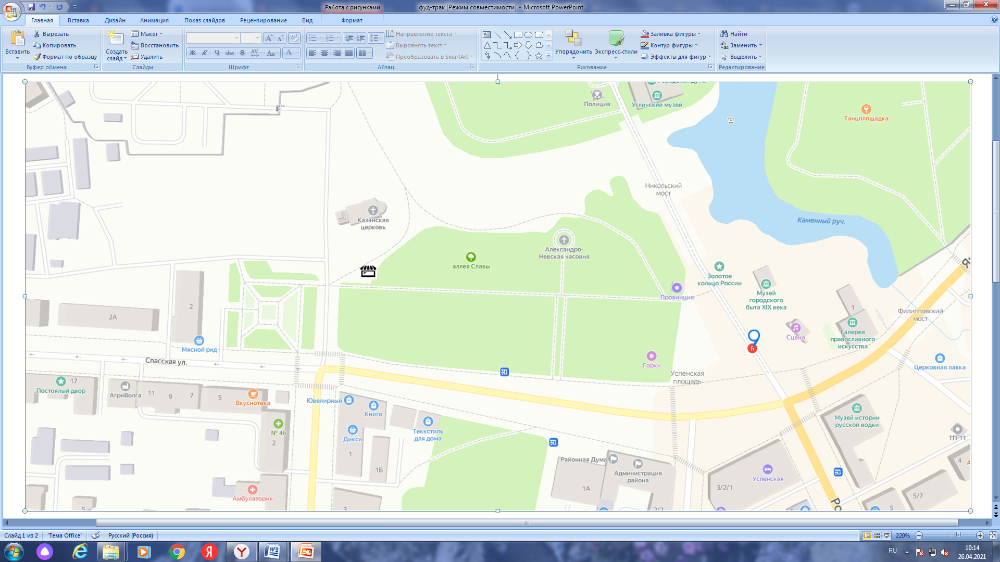 Работа с рисунками
фуд-трак [Режим совместимости] - Microsoft PowerPoint
Главная
Вставка
Дизайн
Анимация
Показ слайдов
Рецензирование
Вид
Формат
Вставить
Вырезать
Копировать
Формат по образцу
Буфер обмена
Создать слайд
Макет
Восстановить
Удалить
Слайды
Ж К Ч abc S AV Aa A
Шрифт
Направление текста
Выровнять текст
Преобразовать в SmartArt
Абзац
Упорядочить
Экспресс-стили
Заливка фигуры
Контур фигуры
Эффекты для фигур
Рисование
Найти
Заменить
Выделить
Редактирование
Полиция
Угличский музей
Танцплощадка
Никольский
мост
Казанская
церковь
Каменный руч.
Александро-
Невская часовня
аллея Славы
Золотое
кольцо России
Провинция
Музей
городского
быта XIX века
Филипповский
мост
1
2
2А
Сцена
Галерея
православного
искусства
Мясной ряд
Спасская ул.
Горки
Успенская
площадь
Церковная лавка
17
Постоялый двор
АгриВолга
11
9
7
5
Вкуснотека
Ювелирный
Книги
Текстиль
для дома
Музей истории
русской водки
ТП-11
№ 46
2
Дикси
1
1Б
Районная Дума
Администрация
района
1А
Успенская
3/2/1
4
5/7
Амбулатория
5
3
2/2
4
5
Слайд 1 из 2
"Тема Office"
Русский (Россия)
220%
RU
10:14
26.04.2021